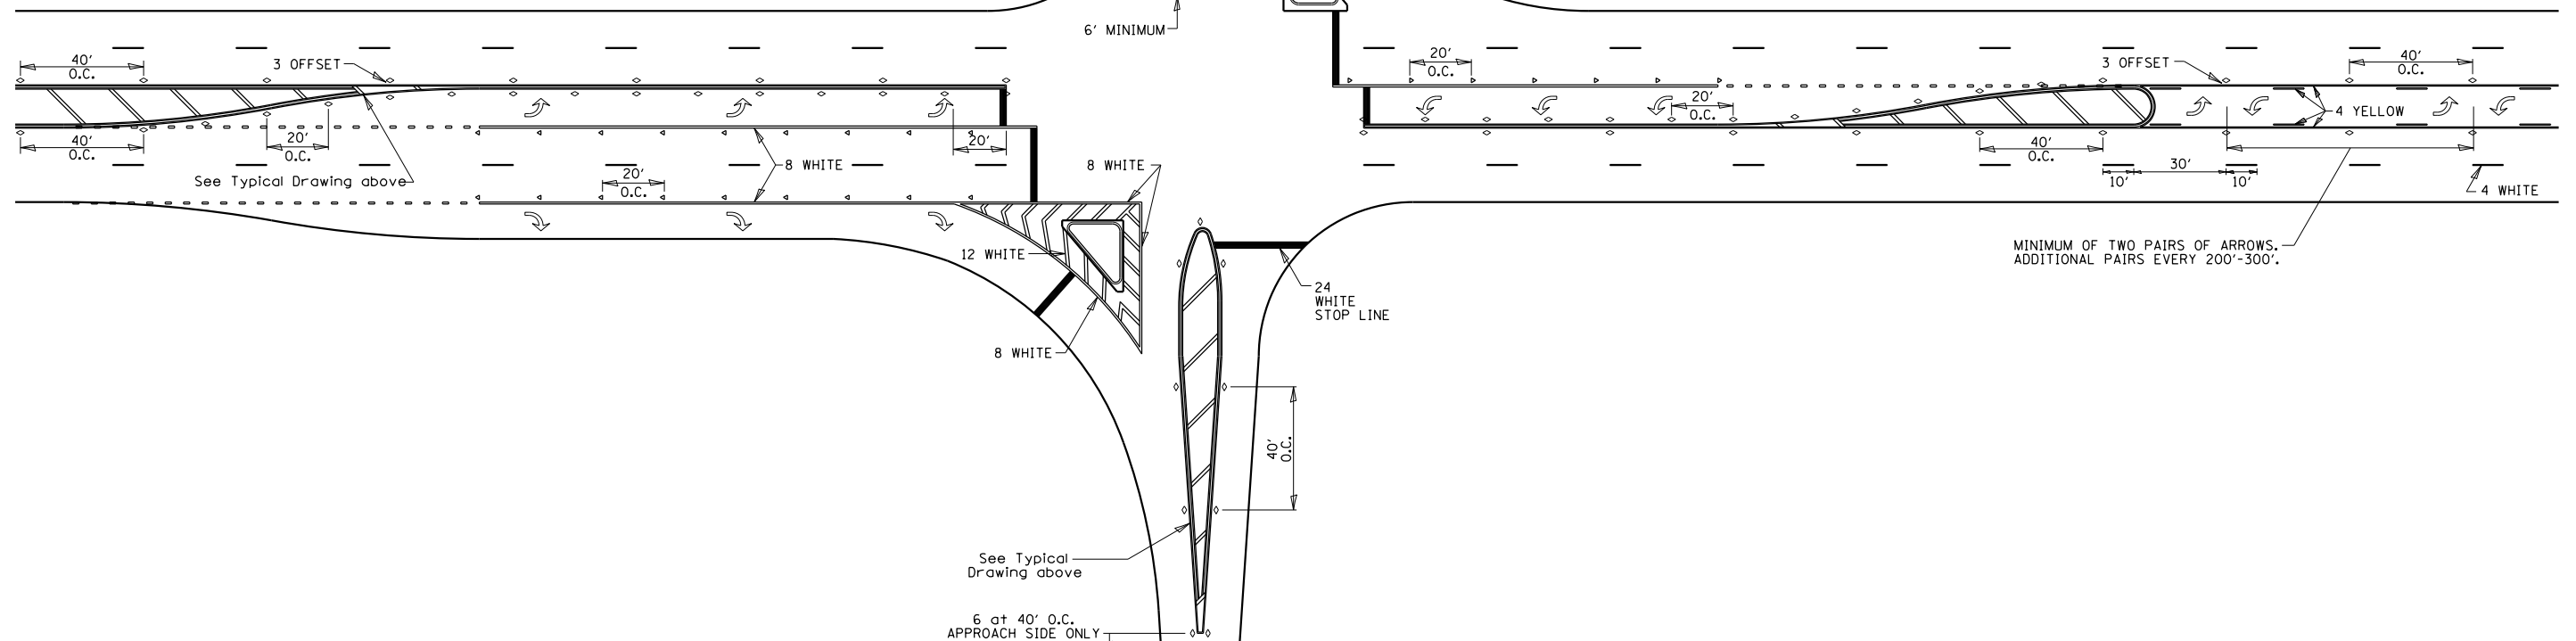 6' MINIMUM
40'
O.C.
3 OFFSET
20'
O.C.
3 OFFSET
40'
O.C.
20'
O.C.
4 YELLOW
40'
O.C.
20'
O.C.
See Typical Drawing above
20'
O.C.
8 WHITE
20'
8 WHITE
40'
O.C.
10'
30'
10'
4 WHITE
12 WHITE
8 WHITE
24
WHITE
STOP LINE
MINIMUM OF TWO PAIRS OF ARROWS.
ADDITIONAL PAIRS EVERY 200'-300'.
40'
O.C.
See Typical
Drawing above
6 at 40' O.C.
APPROACH SIDE ONLY